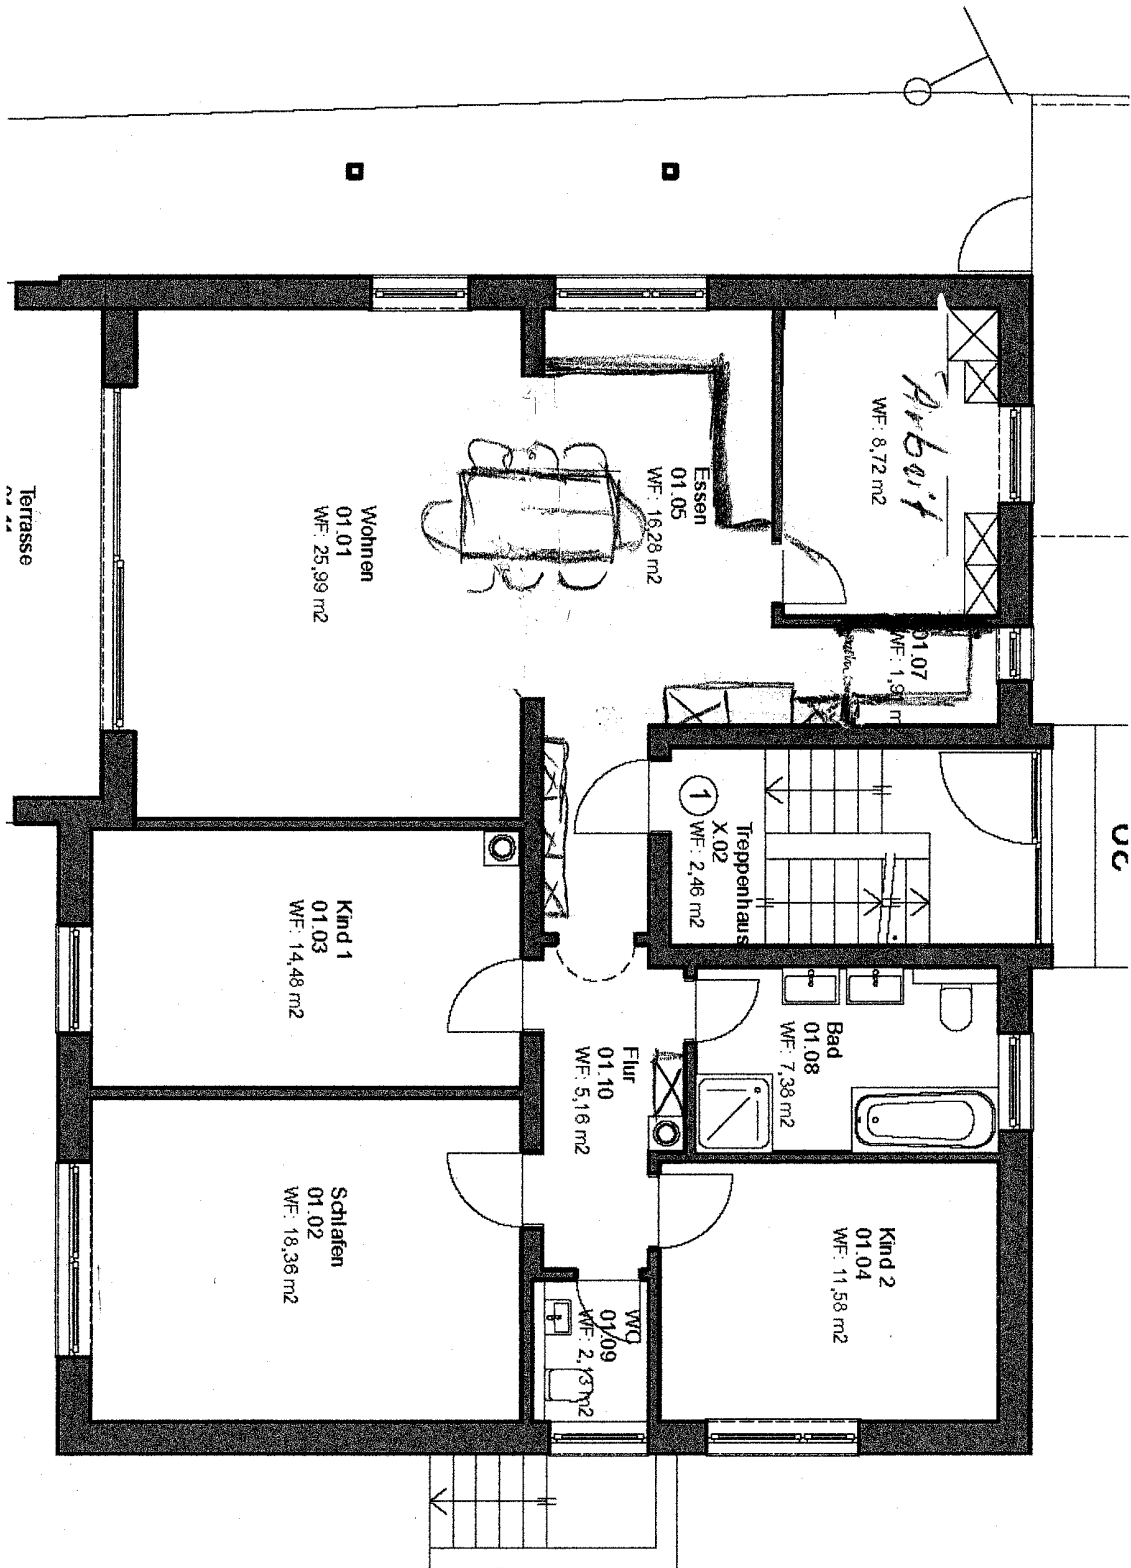 Arbeit
WF: 8,72 m2
Essen
01.05
WF: 16,28 m2
Wohnen
01.01
WF: 25,99 m2
Terrasse
01.07
1
Treppenhaus
X.02
WF: 2,46 m2
Kind 1
01.03
WF: 14,48 m2
Bad
01.08
WF: 7,38 m2
Flur
01.10
WF: 5,16 m2
Schlafen
01.02
WF: 18,36 m2
Kind 2
01.04
WF: 11,58 m2
WC
01.09
WF: 2,13 m2